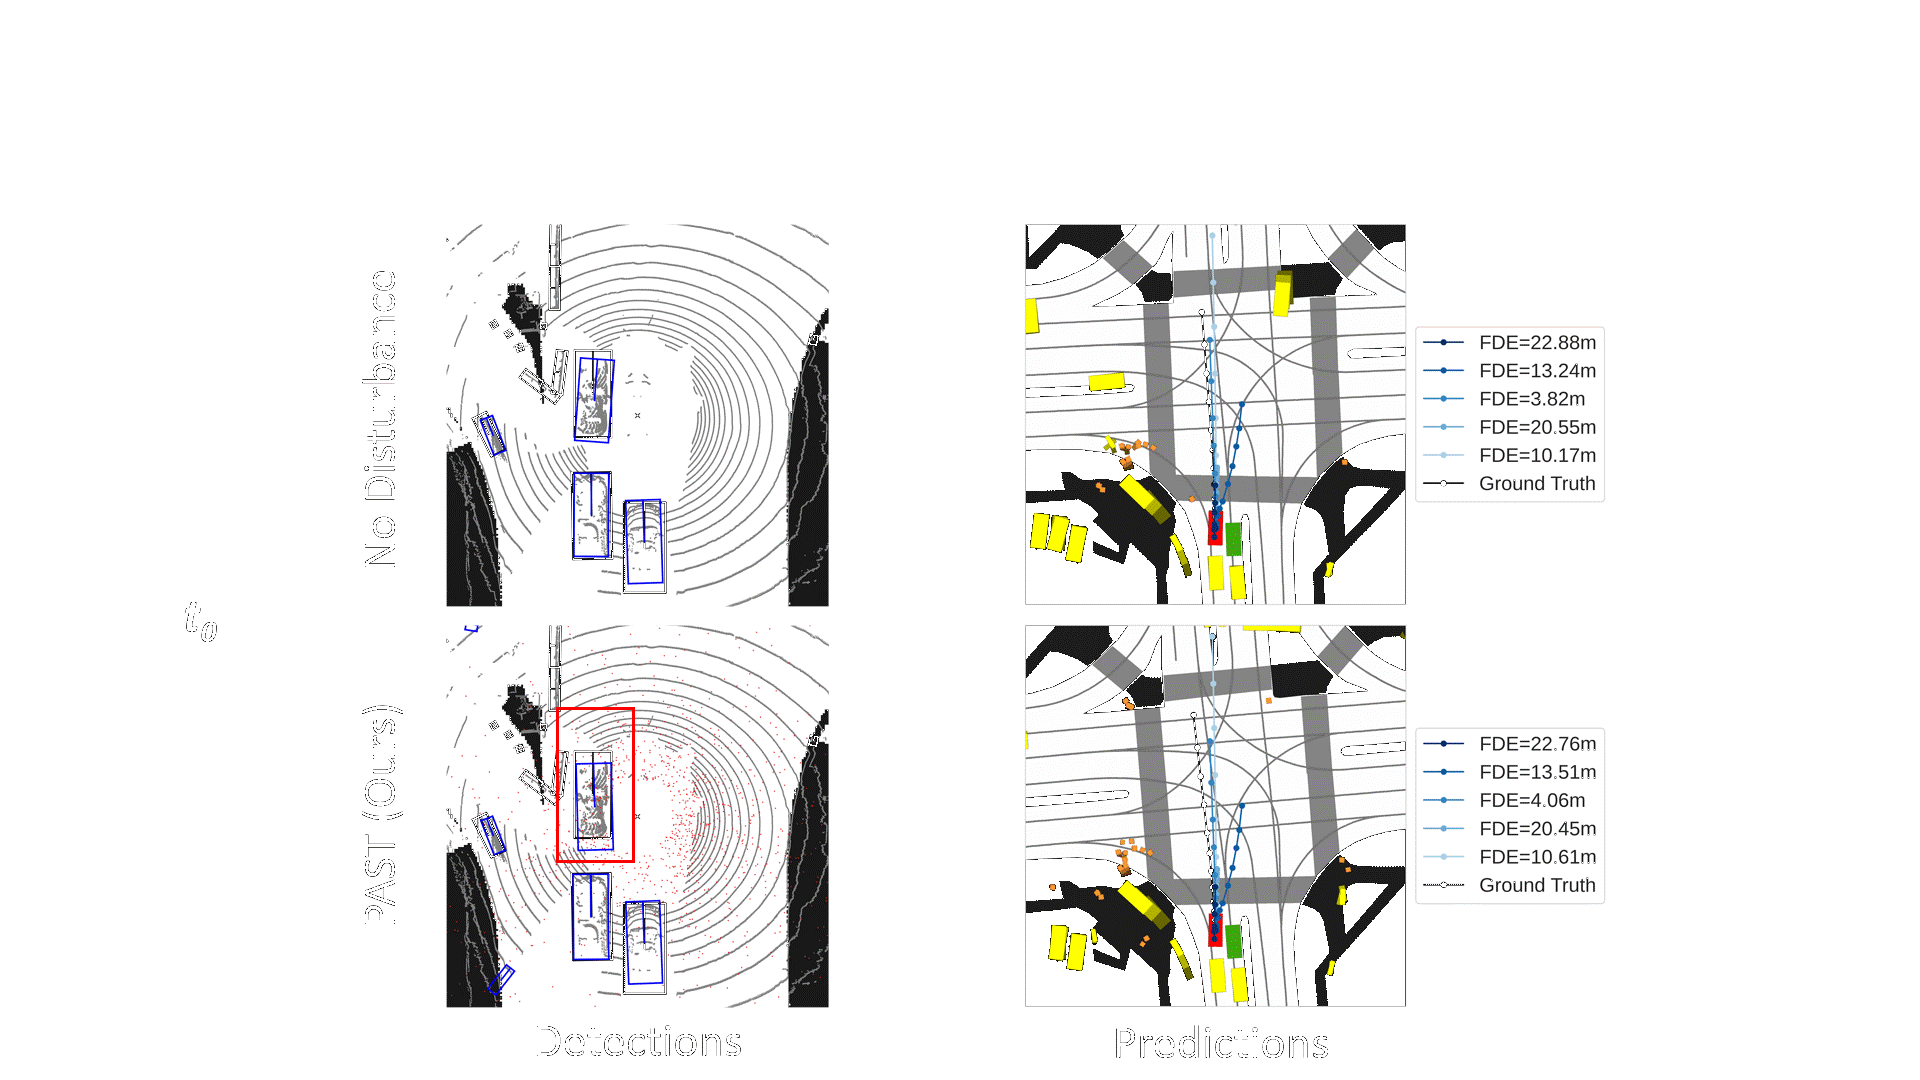 No Disturbance
FDE=22.88m
FDE=13.24m
FDE=3.82m
FDE=20.55m
FDE=10.17m
Ground Truth
t₀
PAST (Ours)
FDE=22.76m
FDE=13.51m
FDE=4.06m
FDE=20.45m
FDE=10.61m
Ground Truth
Detections
Predictions